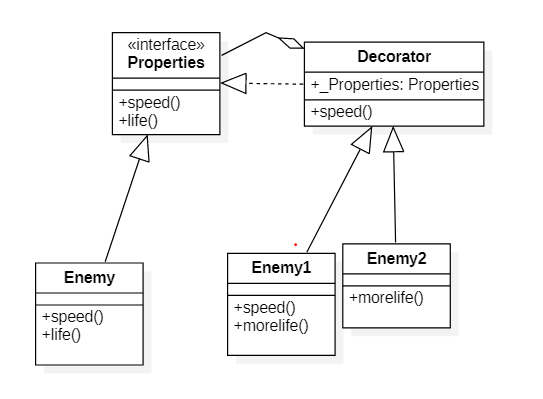 «interface»
Properties
+speed()
+life()
Decorator
+_Properties: Properties
+speed()
Enemy
+speed()
+life()
Enemy1
+speed()
+morelife()
Enemy2
+morelife()